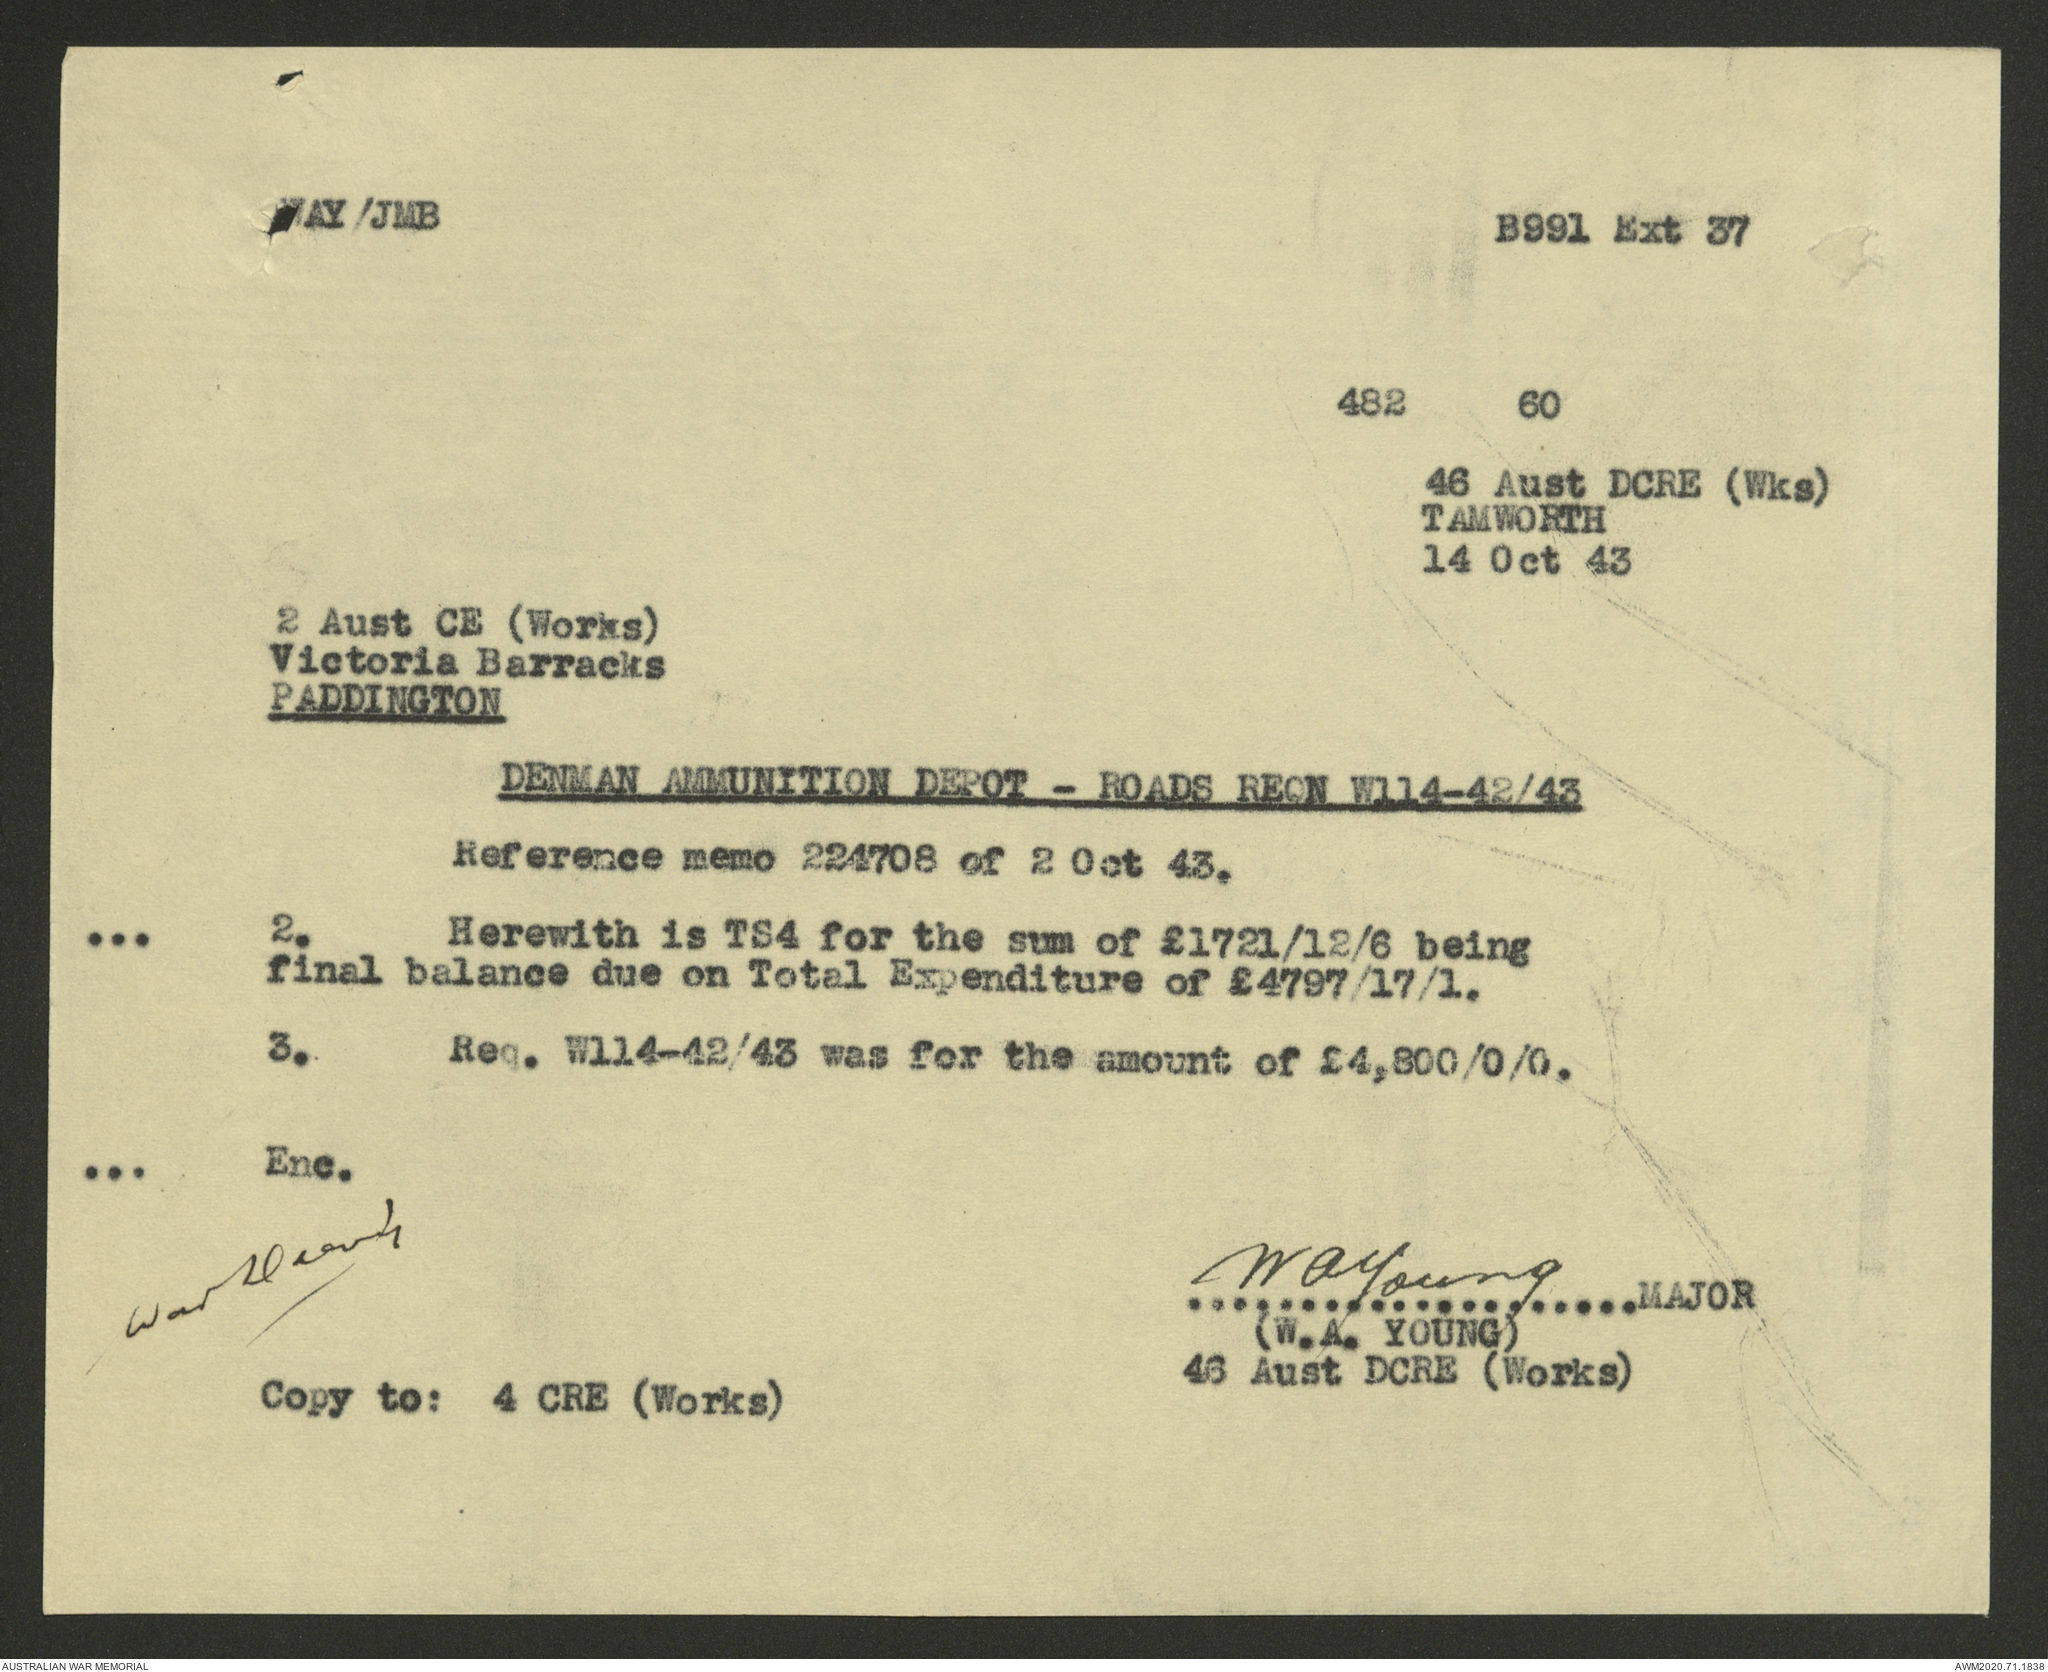 WAY/JMB
B991 Ext 37
482 60
46 Aust DCRE (Wks)
TAMWORTH
14 Oct 43
2 Aust CE (Works)
Victoria Barracks
PADDINGTON
DENMAN AMMUNITION DEPOT - ROADS REQN W114-42/43
Reference memo 224708 of 2 Oct 43.
... 2. Herewith is TS4 for the sum of £1721/12/6 being
final balance due on Total Expenditure of £4797/17/1.
3. Req. W114-42/43 was for the amount of £4,800/0/0.
... Enc.
War
WAYoung
....................MAJOR
(W.A. YOUNG)
46 Aust DCRE (Works)
Copy to: 4 CRE (Works)
AUSTRALIAN WAR MEMORIAL
AWM2020.71.1838